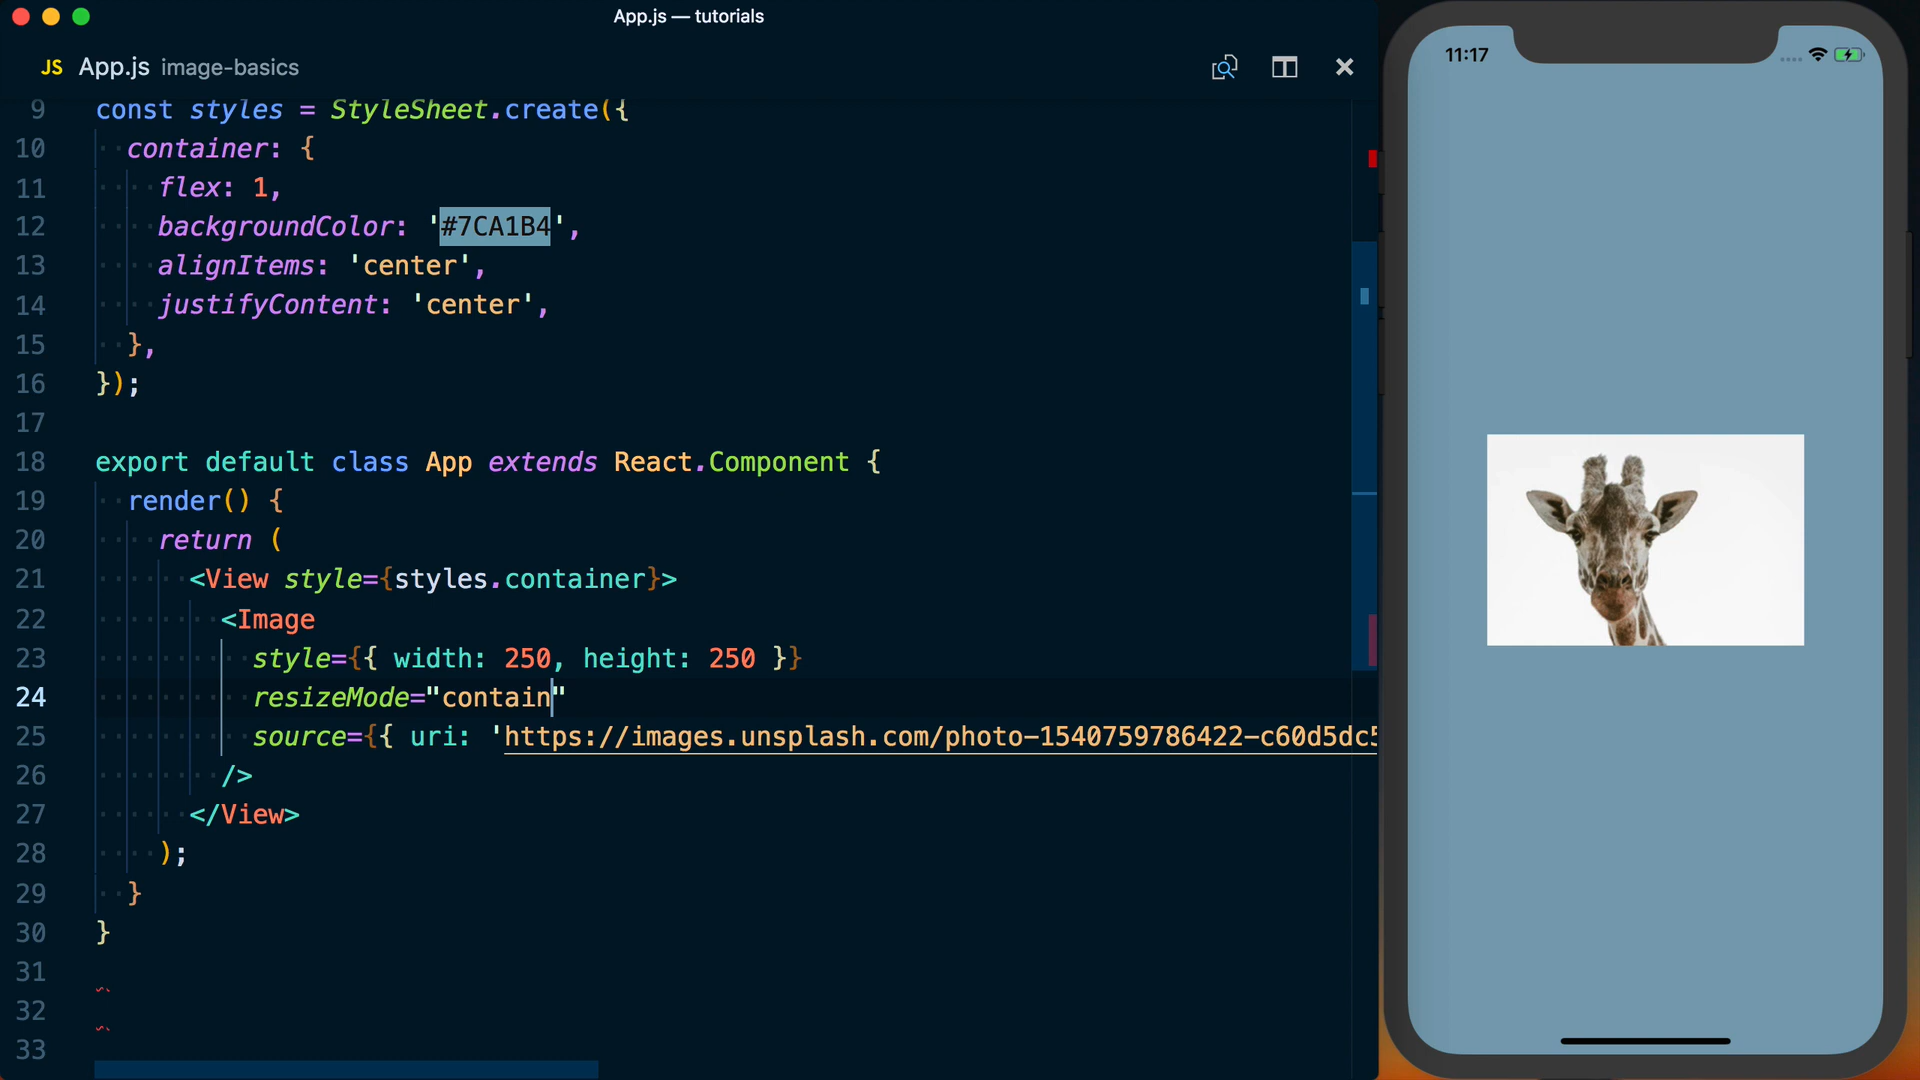 App.js — tutorials
JS App.js image-basics
9 const styles = StyleSheet.create({
10 container: {
11 flex: 1,
12 backgroundColor: '#7CA1B4',
13 alignItems: 'center',
14 justifyContent: 'center',
15 },
16 });
17
18 export default class App extends React.Component {
19 render() {
20 return (
21 <View style={styles.container}>
22 <Image
23 style={{ width: 250, height: 250 }}
24 resizeMode="contain"
25 source={{ uri: 'https://images.unsplash.com/photo-1540759786422-c60d5dc5
26 />
27 </View>
28 );
29 }
30 }
31
32
33
11:17